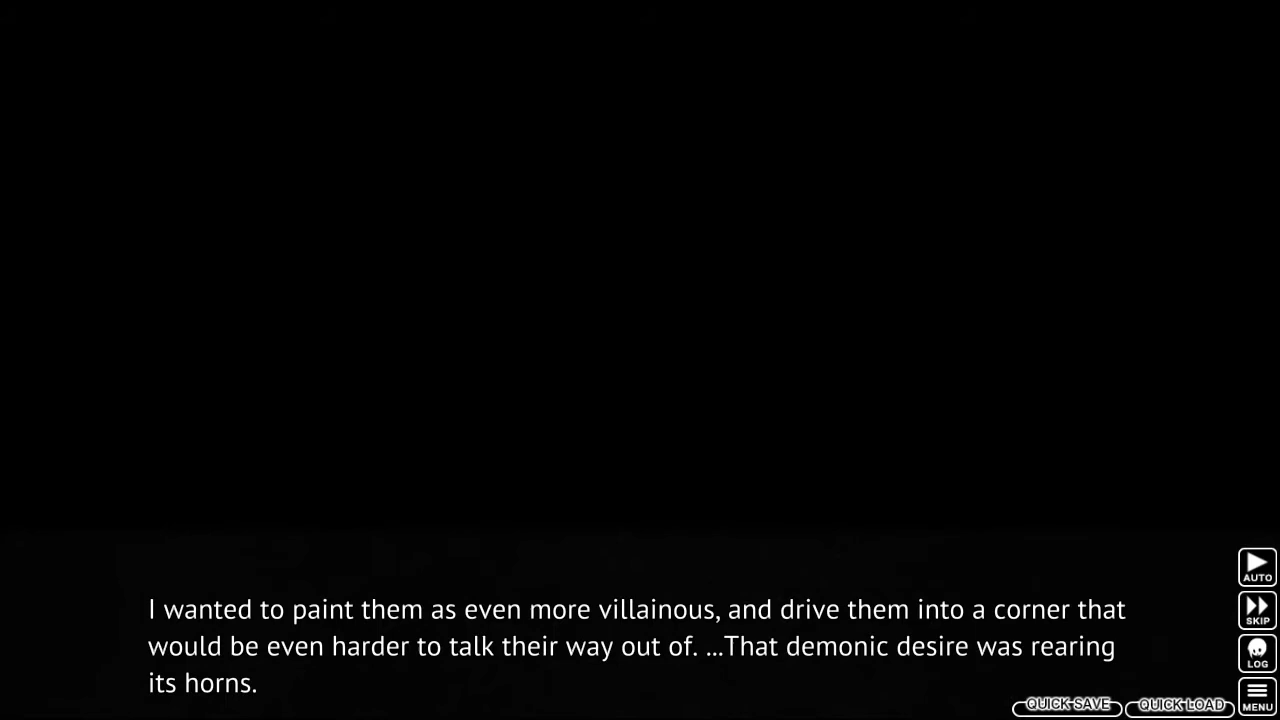 I wanted to paint them as even more villainous, and drive them into a corner that
would be even harder to talk their way out of. ...That demonic desire was rearing
its horns.
AUTO
SKIP
LOG
MENU
QUICK SAVE
QUICK LOAD